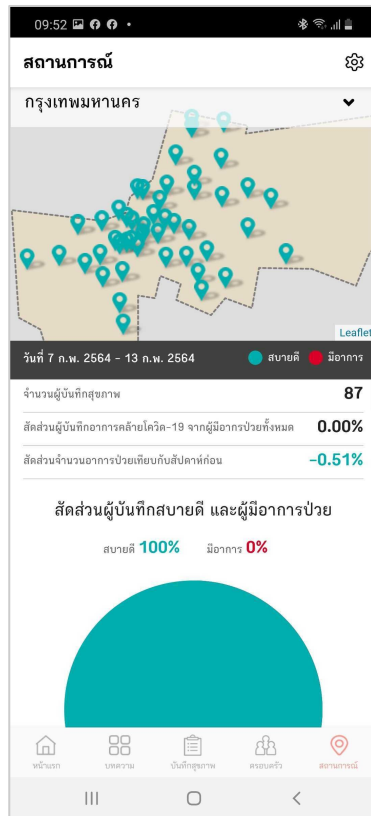 09:52
สถานการณ์
กรุงเทพมหานคร
Leaflet
วันที่ 7 ก.พ. 2564 - 13 ก.พ. 2564 สบายดี มีอาการ
จำนวนผู้บันทึกสุขภาพ 87
สัดส่วนผู้บันทึกอาการคล้ายโควิด-19 จากผู้มีอาการป่วยทั้งหมด 0.00%
สัดส่วนจำนวนอาการป่วยเทียบกับสัปดาห์ก่อน -0.51%
สัดส่วนผู้บันทึกสบายดี และผู้มีอาการป่วย
สบายดี 100% มีอาการ 0%
หน้าแรก บทความ บันทึกสุขภาพ ครอบครัว สถานการณ์